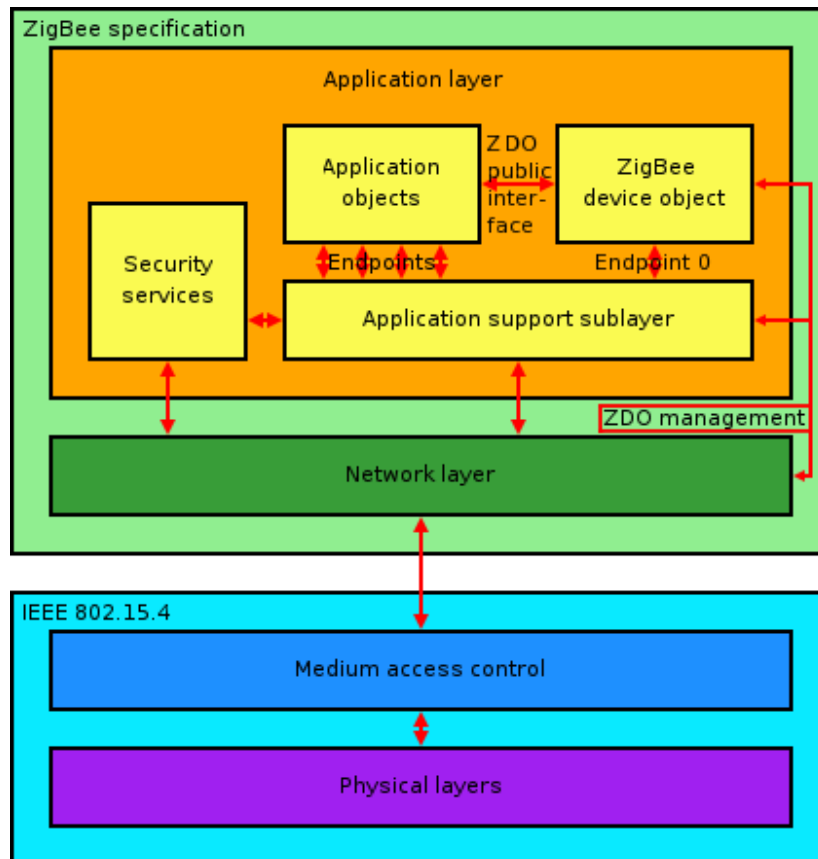 ZigBee specification
Application layer
Application
objects
ZDO
public
inter-
face
ZigBee
device object
Security
services
Endpoints
Endpoint 0
Application support sublayer
ZDO management
Network layer
IEEE 802.15.4
Medium access control
Physical layers